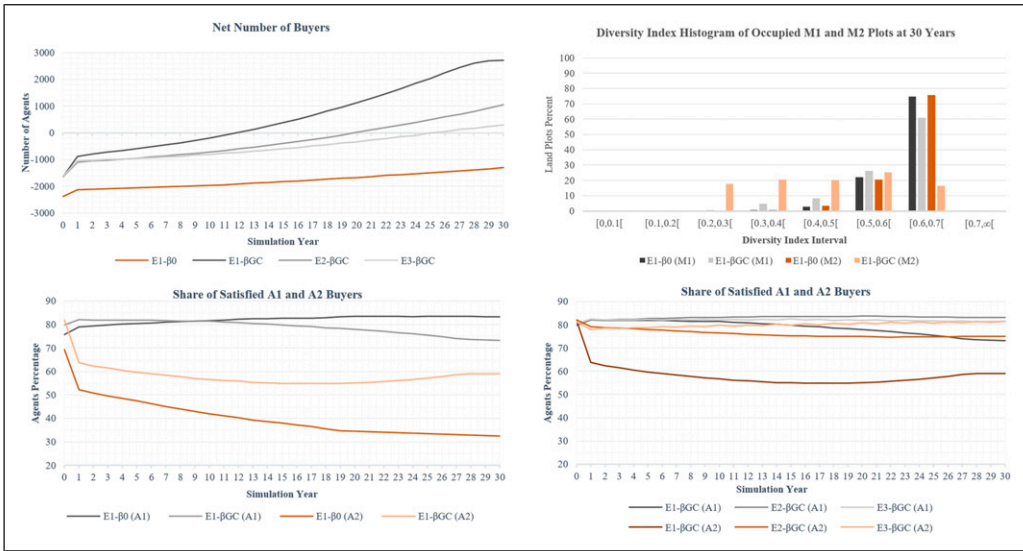 Net Number of Buyers
Number of Agents
3000
2000
1000
0
-1000
-2000
-3000
0 1 2 3 4 5 6 7 8 9 10 11 12 13 14 15 16 17 18 19 20 21 22 23 24 25 26 27 28 29 30
Simulation Year
E1-β0 E1-βGC E2-βGC E3-βGC
Diversity Index Histogram of Occupied M1 and M2 Plots at 30 Years
Land Plots Percent
100
90
80
70
60
50
40
30
20
10
0
[0,0.1[ [0.1,0.2[ [0.2,0.3[ [0.3,0.4[ [0.4,0.5[ [0.5,0.6[ [0.6,0.7[ [0.7,∞[
Diversity Index Interval
E1-β0 (M1) E1-βGC (M1) E1-β0 (M2) E1-βGC (M2)
Share of Satisfied A1 and A2 Buyers
Agents Percentage
90
80
70
60
50
40
30
20
0 1 2 3 4 5 6 7 8 9 10 11 12 13 14 15 16 17 18 19 20 21 22 23 24 25 26 27 28 29 30
Simulation Year
E1-β0 (A1) E1-βGC (A1) E1-β0 (A2) E1-βGC (A2)
Share of Satisfied A1 and A2 Buyers
Agents Percentage
90
80
70
60
50
40
30
20
0 1 2 3 4 5 6 7 8 9 10 11 12 13 14 15 16 17 18 19 20 21 22 23 24 25 26 27 28 29 30
Simulation Year
E1-βGC (A1) E2-βGC (A1) E3-βGC (A1)
E1-βGC (A2) E2-βGC (A2) E3-βGC (A2)